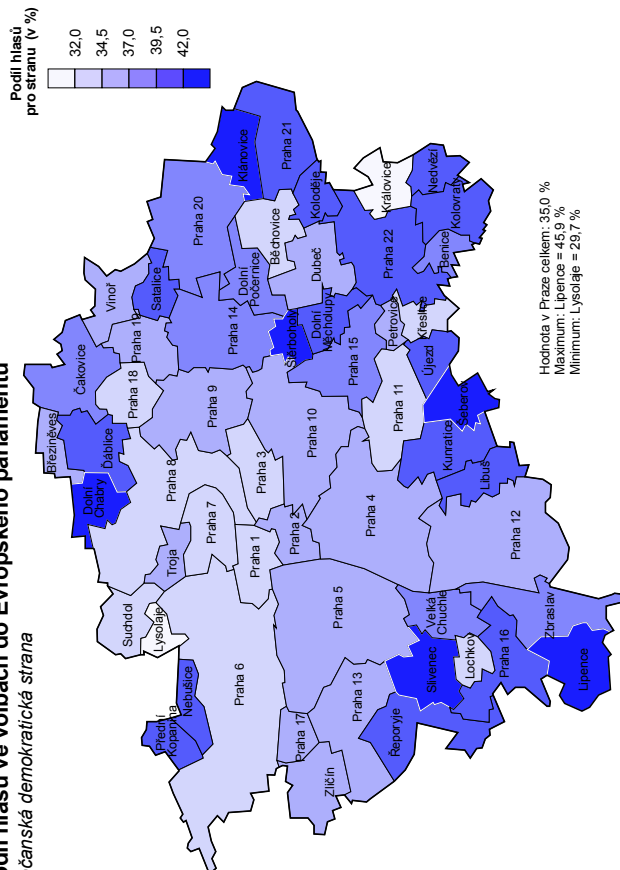 odíl hlasů ve volbách do Evropského parlamentu
čanská demokratická strana
Podíl hlasů
pro stranu (v %)
32,0
34,5
37,0
39,5
42,0
Březiněves
Čakovice
Vinoř
Dolní
Chabry
Ďáblice
Praha 18
Satalice
Praha 20
Klánovice
Praha 21
Suchdol
Lysolaje
Troja
Praha 8
Praha 9
Praha 14
Dolní
Počernice
Běchovice
Koloděje
Přední
Kopanina
Nebušice
Praha 6
Praha 7
Praha 3
Praha 1
Praha 2
Praha 10
Štěrboholy
Dolní
Měcholupy
Dubeč
Praha 22
Královice
Nedvězí
Kolovraty
Benice
Praha 17
Zličín
Praha 13
Praha 5
Praha 4
Praha 11
Praha 15
Petrovice
Křeslice
Újezd
Šeberov
Kunratice
Libuš
Řeporyje
Slivenec
Velká
Chuchle
Lochkov
Praha 16
Praha 12
Zbraslav
Lipence
Hodnota v Praze celkem: 35,0 %
Maximum: Lipence = 45,9 %
Minimum: Lysolaje = 29,7 %